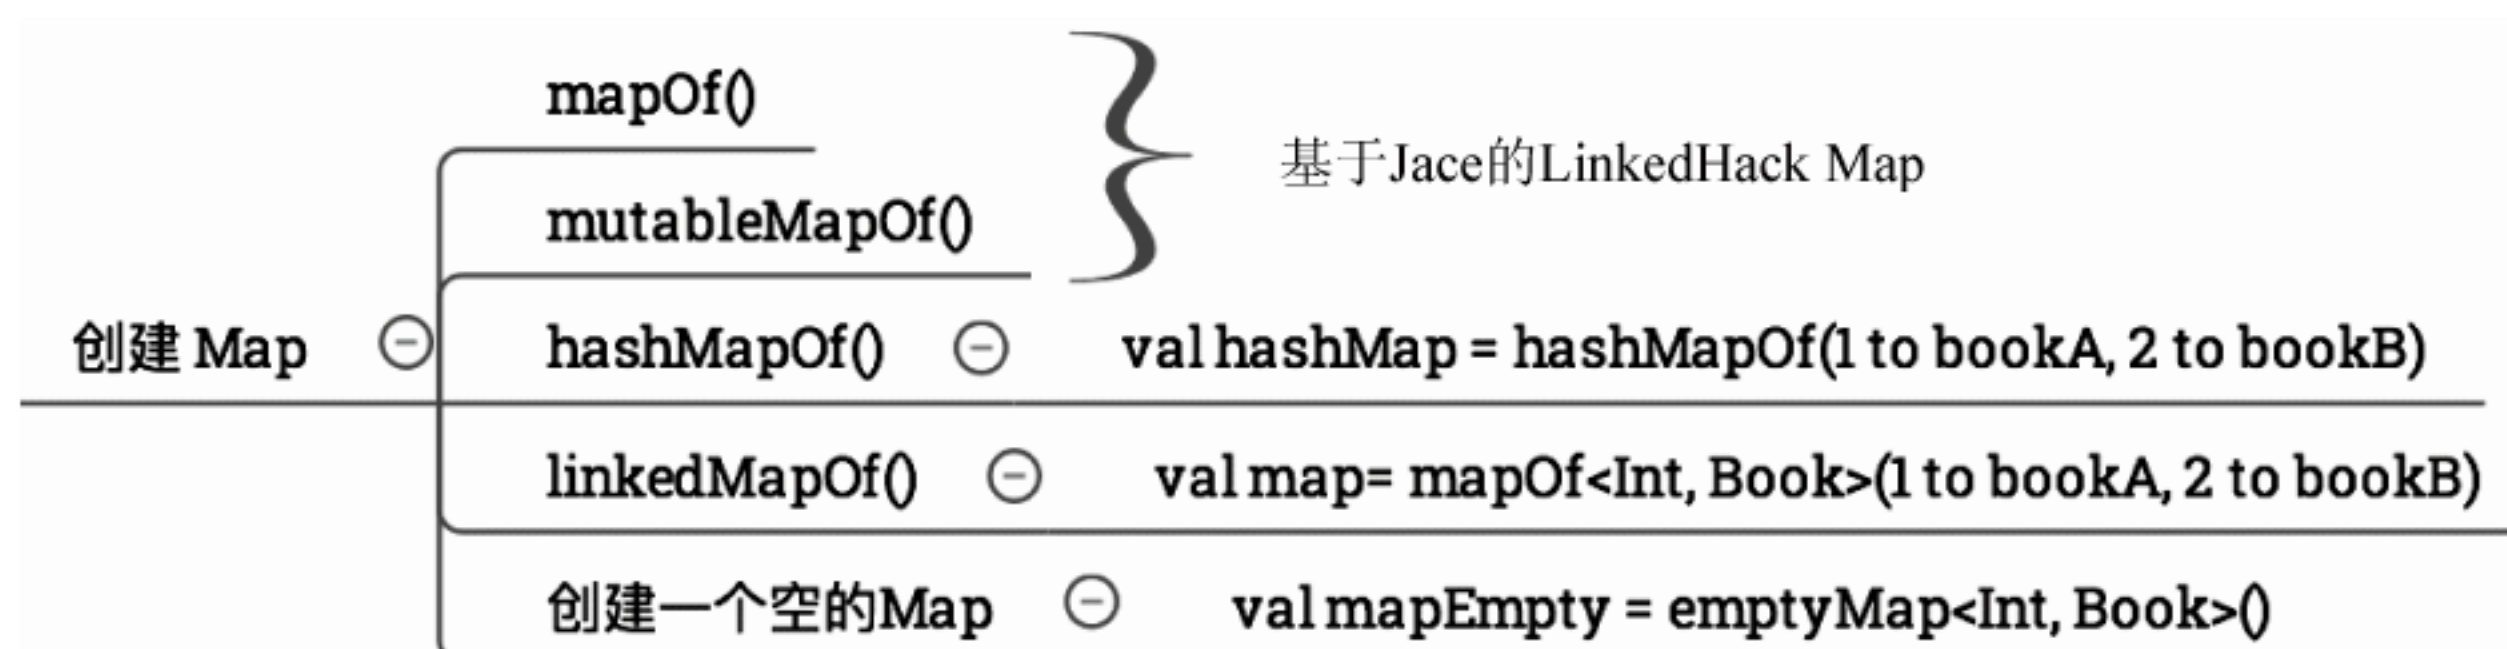 mapOf()
基于Jace的LinkedHack Map
mutableMapOf()
创建 Map
hashMapOf()
val hashMap = hashMapOf(1 to bookA, 2 to bookB)
linkedMapOf()
val map= mapOf<Int, Book>(1 to bookA, 2 to bookB)
创建一个空的Map
val mapEmpty = emptyMap<Int, Book>()